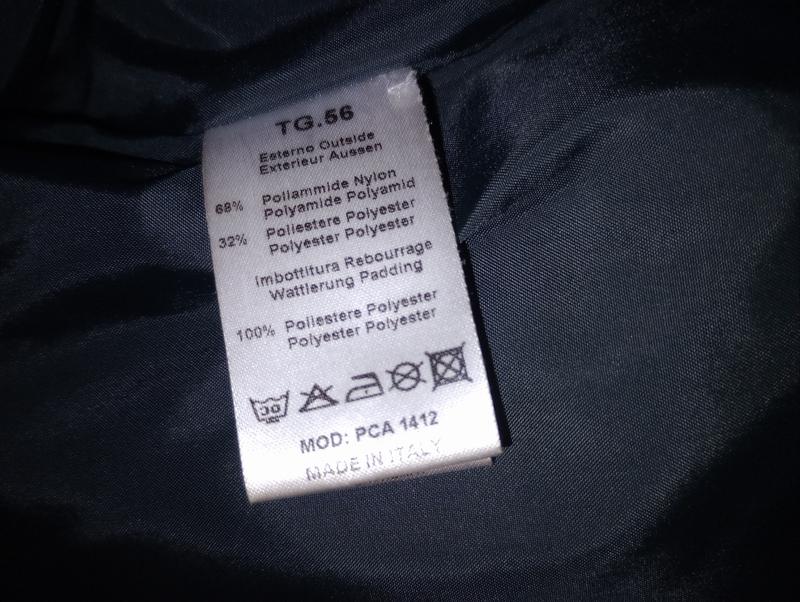 TG.56
Esterno Outside
Exterieur Aussen
68% Poliammide Nylon
Polyamide Polyamid
32% Poliestere Polyester
Polyester Polyester
Imbottitura Rebourrage
Wattierung Padding
100% Poliestere Polyester
Polyester Polyester
30
MOD: PCA 1412
MADE IN ITALY